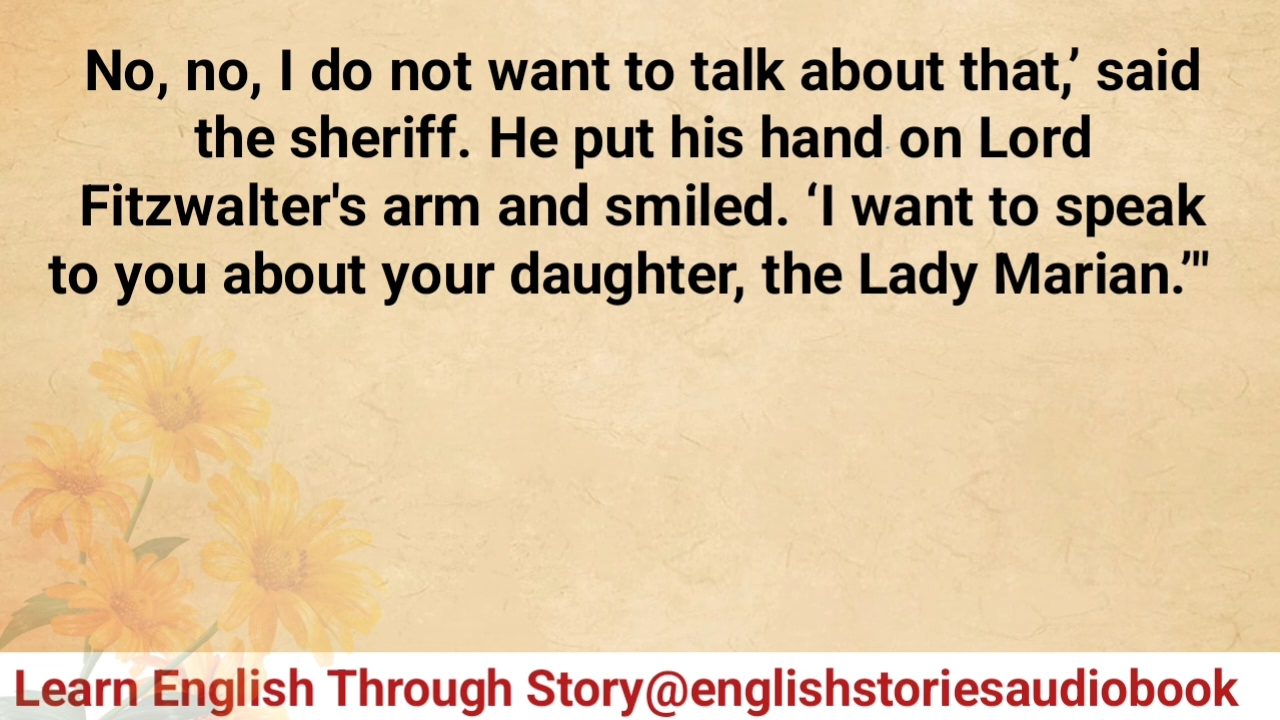 No, no, I do not want to talk about that,’ said
the sheriff. He put his hand on Lord
Fitzwalter's arm and smiled. ‘I want to speak
to you about your daughter, the Lady Marian.’"
Learn English Through Story@englishstoriesaudiobook